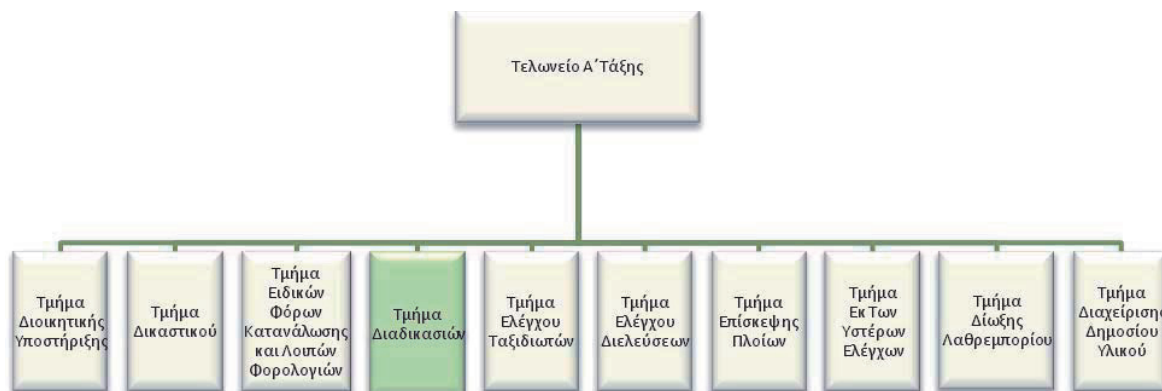 Τελωνείο Α΄Τάξης
Τμήμα
Διοικητικής
Υποστήριξης
Τμήμα
Δικαστικού
Τμήμα
Ειδικών
Φόρων
Κατανάλωσης
και Λοιπών
Φορολογιών
Τμήμα
Διαδικασιών
Τμήμα
Ελέγχου
Ταξιδιωτών
Τμήμα
Ελέγχου
Διελεύσεων
Τμήμα
Επίσκεψης
Πλοίων
Τμήμα
Εκ Των
Υστέρων
Ελέγχων
Τμήμα
Δίωξης
Λαθρεμπορίου
Τμήμα
Διαχείρισης
Δημοσίου
Υλικού